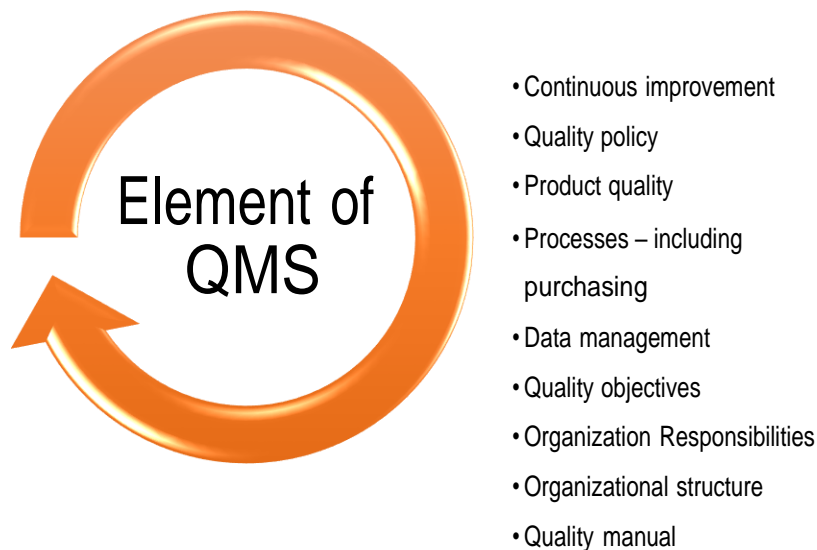 Element of
QMS
• Continuous improvement
• Quality policy
• Product quality
• Processes – including
purchasing
• Data management
• Quality objectives
• Organization Responsibilities
• Organizational structure
• Quality manual